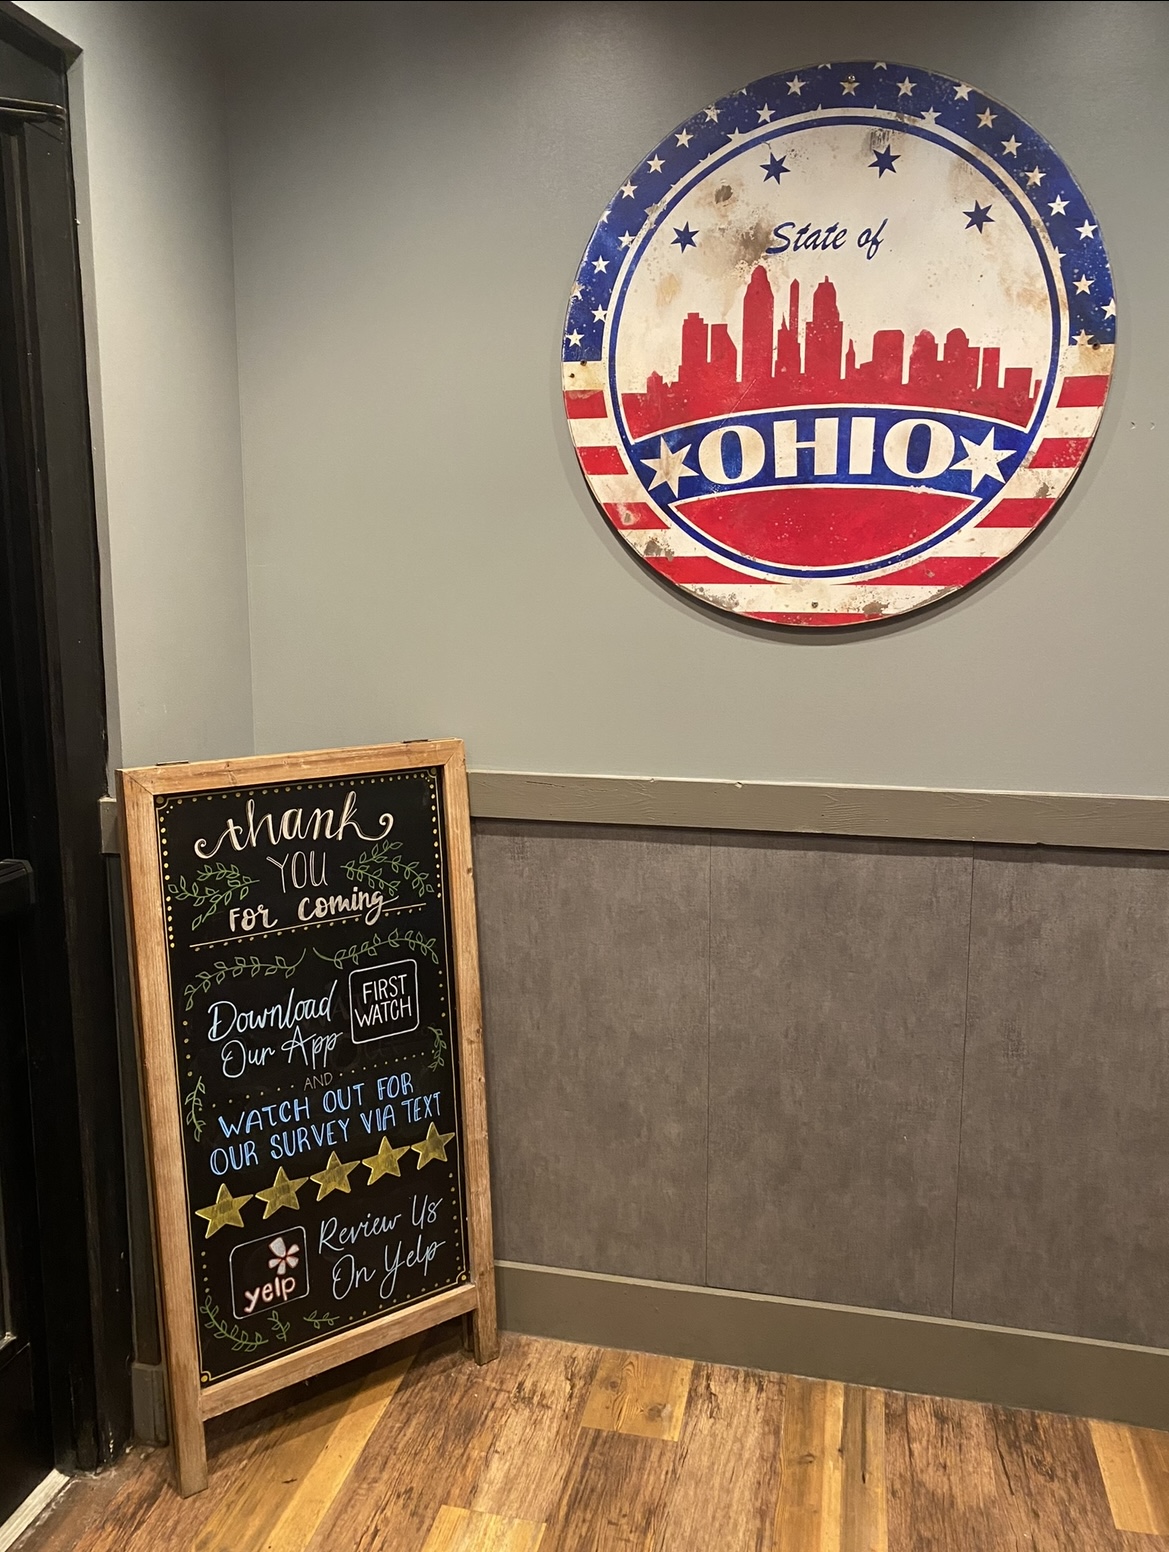 State of
OHIO
thank
YOU
For coming
Download
Our App
FIRST
WATCH
AND
WATCH OUT FOR
OUR SURVEY VIA TEXT
yelp
Review Us
On Yelp